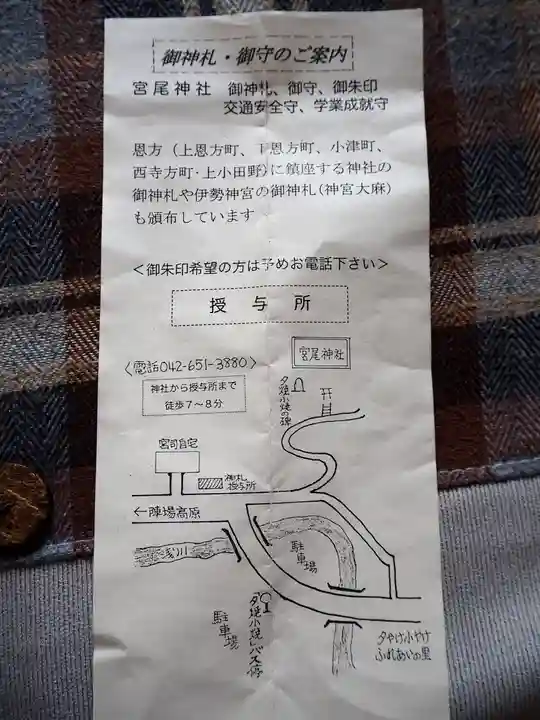 御神札・御守のご案内
宮尾神社　御神札、御守、御朱印
交通安全守、学業成就守
恩方（上恩方町、下恩方町、小津町、
西寺方町・上小田野）に鎮座する神社の
御神札や伊勢神宮の御神札（神宮大麻）
も頒布しています
＜御朱印希望の方は予めお電話下さい＞
授与所
〈電話042-651-3880〉
宮尾神社
神社から授与所まで
徒歩７～８分
夕焼小焼の碑
宮司自宅
御札
授与所
←陣場高原
浅川
駐車場
駐車場
夕焼小焼バス停
夕やけ小やけ
ふれあいの里